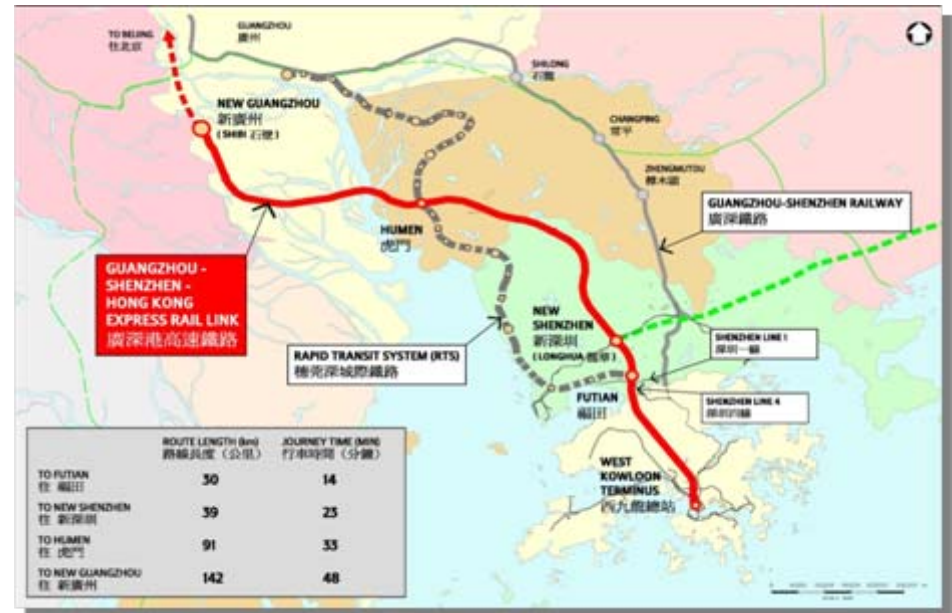 TO BEIJING
往北京
GUANGZHOU
廣州
SHILONG
石龍
NEW GUANGZHOU
新廣州
(SHIBI 石壁)
CHANGPING
常平
ZHENGMUTOU
樟木頭
GUANGZHOU-SHENZHEN RAILWAY
廣深鐵路
HUMEN
虎門
GUANGZHOU -
SHENZHEN -
HONG KONG
EXPRESS RAIL LINK
廣深港高速鐵路
NEW
SHENZHEN
新深圳
(LONGHUA 龍華)
SHENZHEN LINE 1
深圳一線
RAPID TRANSIT SYSTEM (RTS)
穗莞深城際鐵路
FUTIAN
福田
SHENZHEN LINE 4
深圳四線
WEST
KOWLOON
TERMINUS
西九龍總站
ROUTE LENGTH (km)
路線長度（公里）
JOURNEY TIME (MIN)
行車時間（分鐘）
TO FUTIAN
往 福田
30
14
TO NEW SHENZHEN
往 新深圳
39
23
TO HUMEN
往 虎門
91
33
TO NEW GUANGZHOU
往 新廣州
142
48